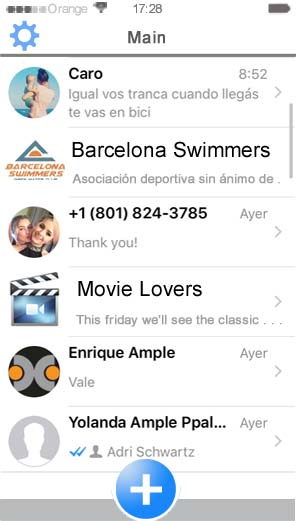 Orange 17:28
Main
Caro 8:52
Igual vos tranca cuando llegás
te vas en bici
BARCELONA
SWIMMERS
Barcelona Swimmers
Asociación deportiva sin ánimo de .
+1 (801) 824-3785 Ayer
Thank you!
Movie Lovers
This friday we'll see the classic . . .
Enrique Ample Ayer
Vale
Yolanda Ample Ppal... Ayer
Adri Schwartz